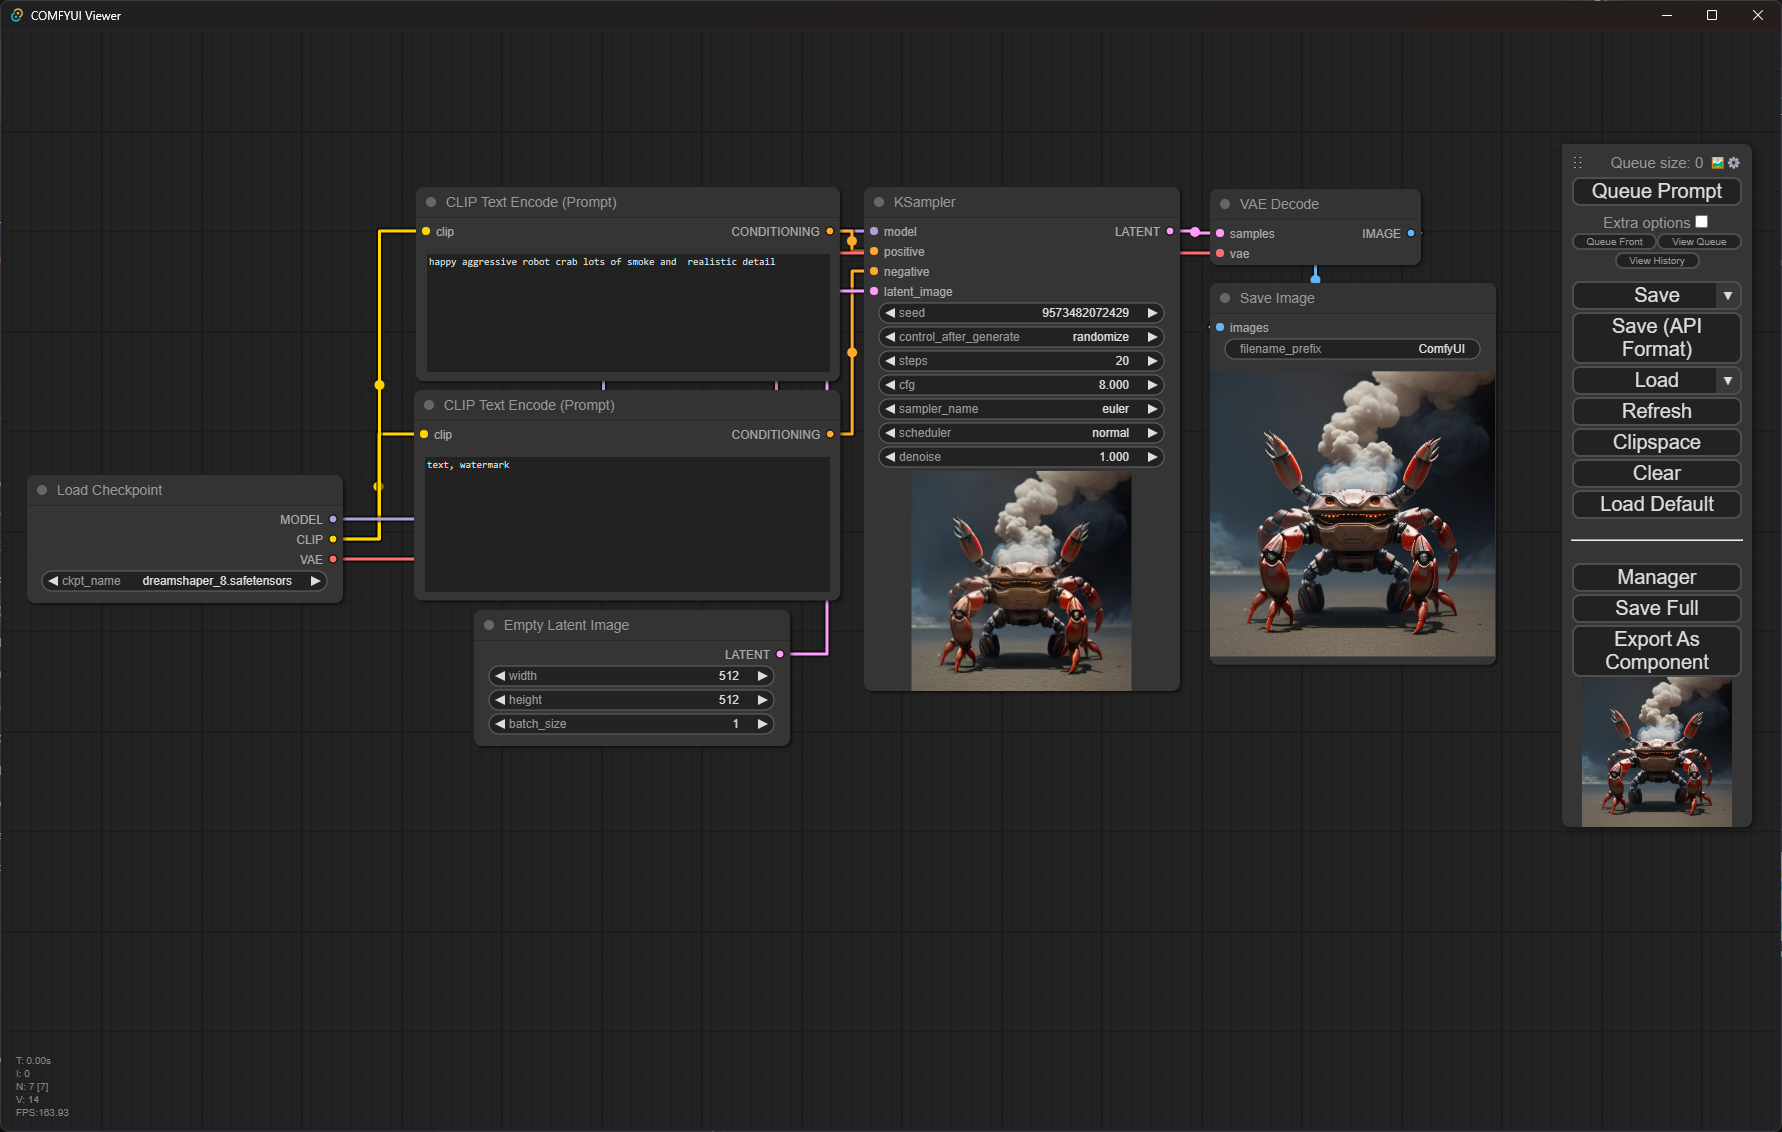 COMFYUI Viewer
Queue size: 0
Queue Prompt
Extra options
Queue Front
View Queue
View History
Save
Save (API
Format)
Load
Refresh
Clipspace
Clear
Load Default
Manager
Save Full
Export As
Component
Load Checkpoint
MODEL
CLIP
VAE
ckpt_name dreamshaper_8.safetensors
CLIP Text Encode (Prompt)
clip CONDITIONING
happy aggressive robot crab lots of smoke and  realistic detail
CLIP Text Encode (Prompt)
clip CONDITIONING
text, watermark
Empty Latent Image
LATENT
width 512
height 512
batch_size 1
KSampler
model LATENT
positive
negative
latent_image
seed 9573482072429
control_after_generate randomize
steps 20
cfg 8.000
sampler_name euler
scheduler normal
denoise 1.000
VAE Decode
samples IMAGE
vae
Save Image
images
filename_prefix ComfyUI
T: 0.00s
I: 0
N: 7 [7]
V: 14
FPS:163.93